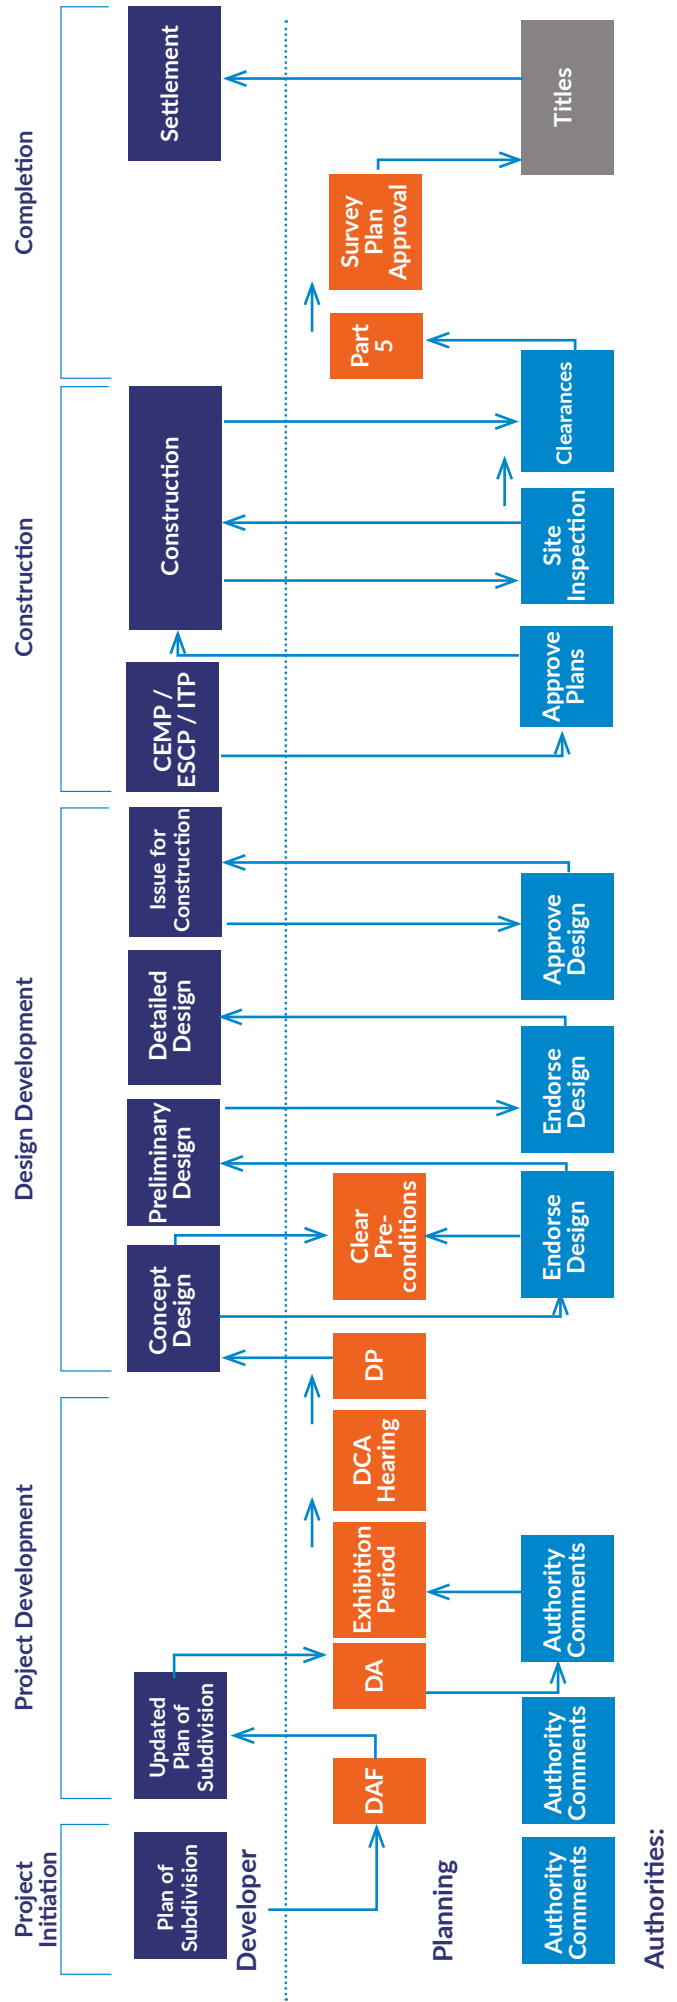 Project
Initiation
Project Development
Design Development
Construction
Completion
Plan of
Subdivision
Updated
Plan of
Subdivision
Concept
Design
Preliminary
Design
Detailed
Design
Issue for
Construction
CEMP /
ESCP / ITP
Construction
Settlement
Developer
DAF
DA
Exhibition
Period
DCA
Hearing
DP
Clear
Pre-
conditions
Part
5
Survey
Plan
Approval
Planning
Authority
Comments
Authority
Comments
Authority
Comments
Endorse
Design
Endorse
Design
Approve
Design
Approve
Plans
Site
Inspection
Clearances
Titles
Authorities: